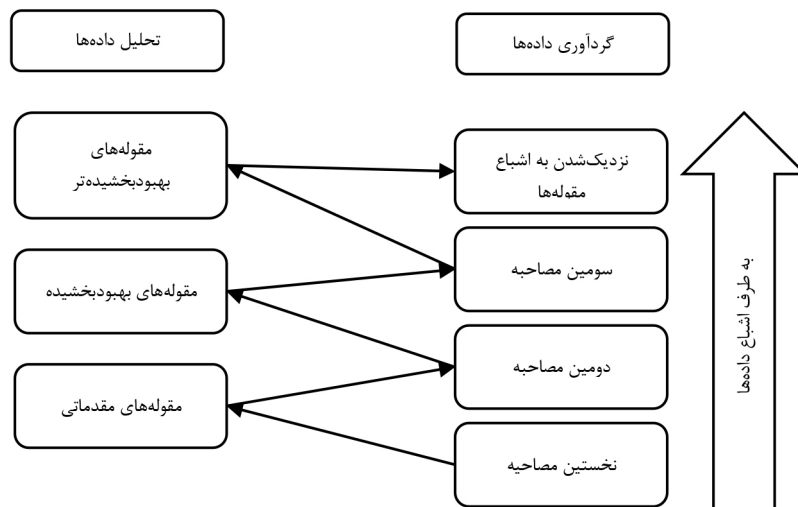 گردآوری داده‌ها
تحلیل داده‌ها
نزدیک‌شدن به اشباع
مقوله‌ها
مقوله‌های
بهبودبخشیده‌تر
سومین مصاحبه
مقوله‌های بهبودبخشیده
دومین مصاحبه
مقوله‌های مقدماتی
نخستین مصاحیه
به طرف اشباع داده‌ها